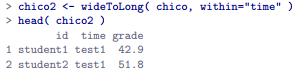 > chico2 <- wideToLong( chico, within="time" )
> head( chico2 )
id time grade
1 student1 test1 42.9
2 student2 test1 51.8